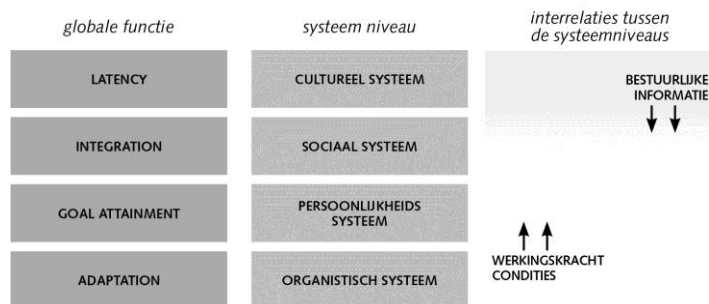 globale functie
systeem niveau
interrelaties tussen
de systeemniveaus
LATENCY
CULTUREEL SYSTEEM
BESTUURLIJKE
INFORMATIE
INTEGRATION
SOCIAAL SYSTEEM
GOAL ATTAINMENT
PERSOONLIJKHEIDS
SYSTEEM
ADAPTATION
ORGANISTISCH SYSTEEM
WERKINGSKRACHT
CONDITIES